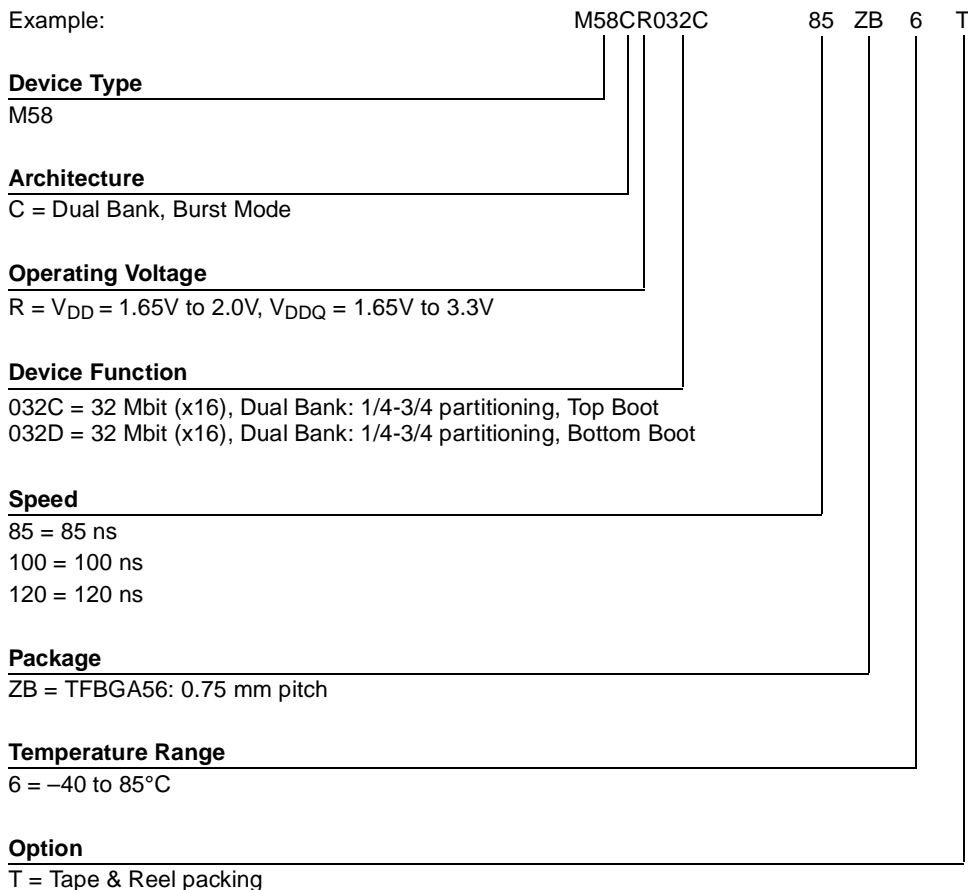 Example: M58CR032C 85 ZB 6 T
Device Type
M58
Architecture
C = Dual Bank, Burst Mode
Operating Voltage
R = VDD = 1.65V to 2.0V, VDDQ = 1.65V to 3.3V
Device Function
032C = 32 Mbit (x16), Dual Bank: 1/4-3/4 partitioning, Top Boot
032D = 32 Mbit (x16), Dual Bank: 1/4-3/4 partitioning, Bottom Boot
Speed
85 = 85 ns
100 = 100 ns
120 = 120 ns
Package
ZB = TFBGA56: 0.75 mm pitch
Temperature Range
6 = –40 to 85°C
Option
T = Tape & Reel packing